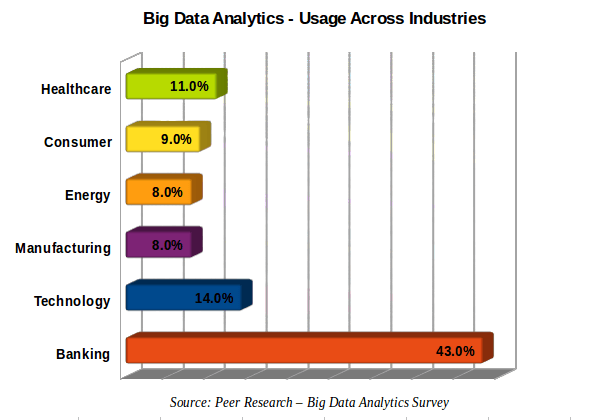 Big Data Analytics - Usage Across Industries
Healthcare 11.0%
Consumer 9.0%
Energy 8.0%
Manufacturing 8.0%
Technology 14.0%
Banking 43.0%
Source: Peer Research – Big Data Analytics Survey